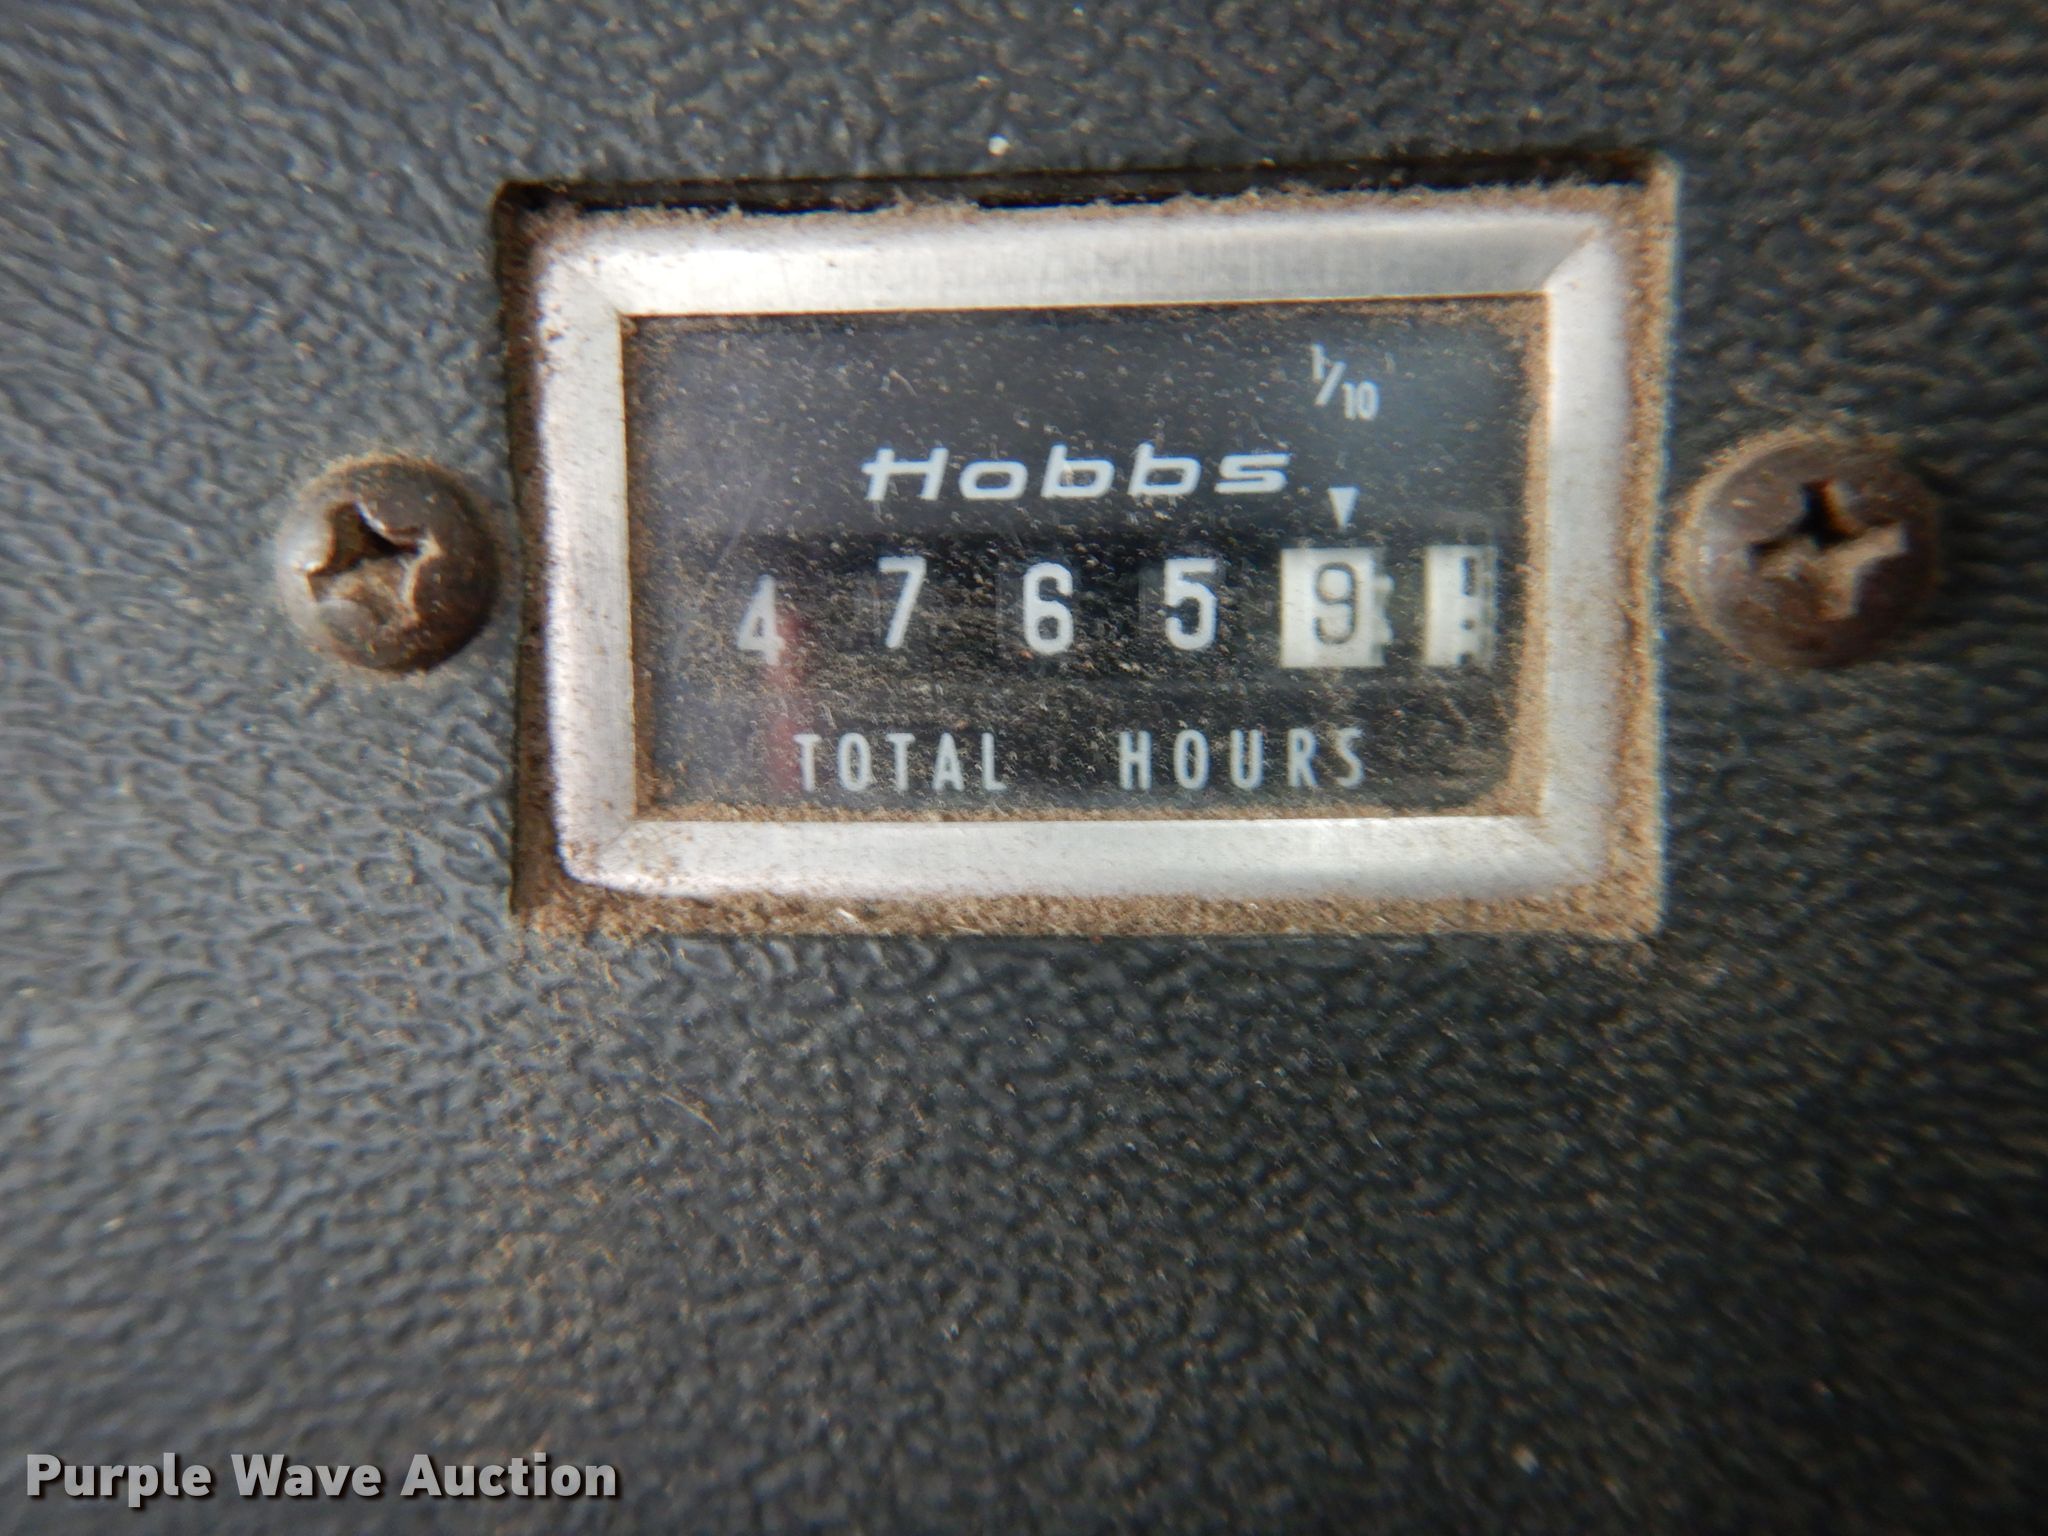 1/10
Hobbs
4 7 6 5 9
TOTAL HOURS
Purple Wave Auction